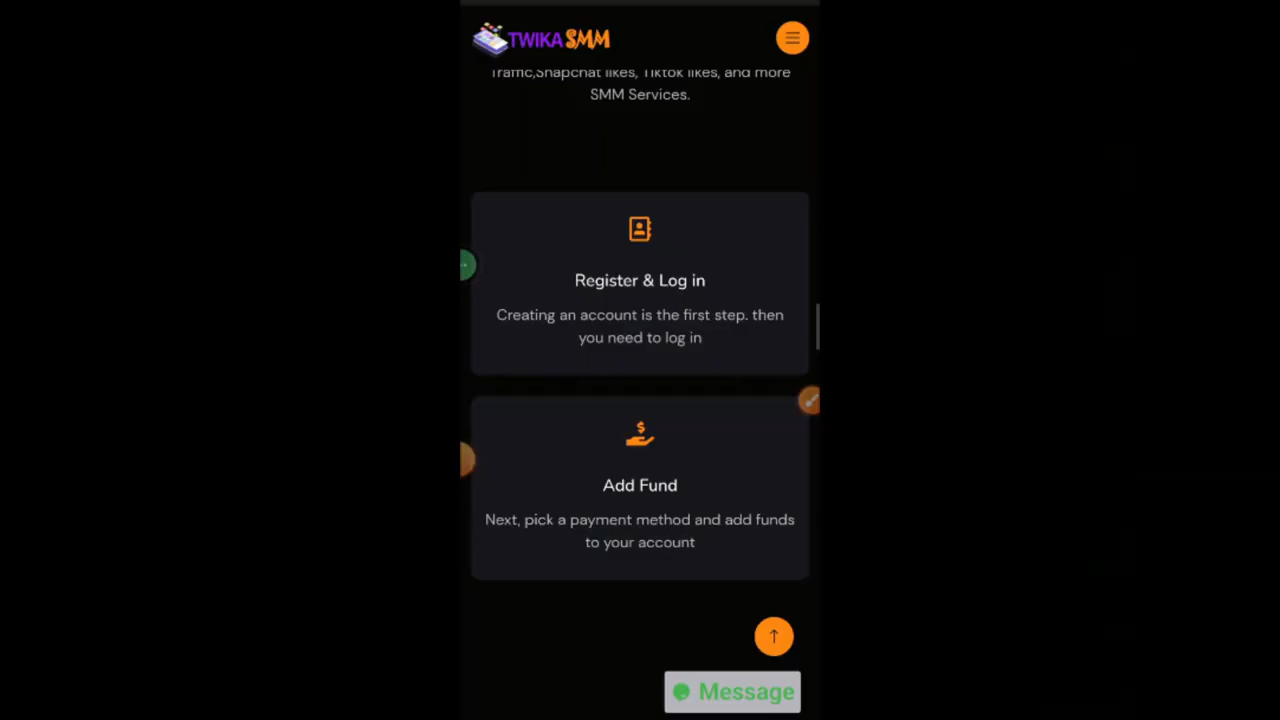 TWIKA SMM
Traffic,Snapchat likes, Tiktok likes, and more
SMM Services.
Register & Log in
Creating an account is the first step. then
you need to log in
Add Fund
Next, pick a payment method and add funds
to your account
Message